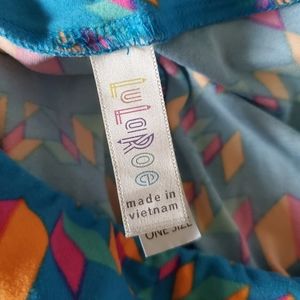 LuLaRoe
made in
vietnam
ONE SIZE